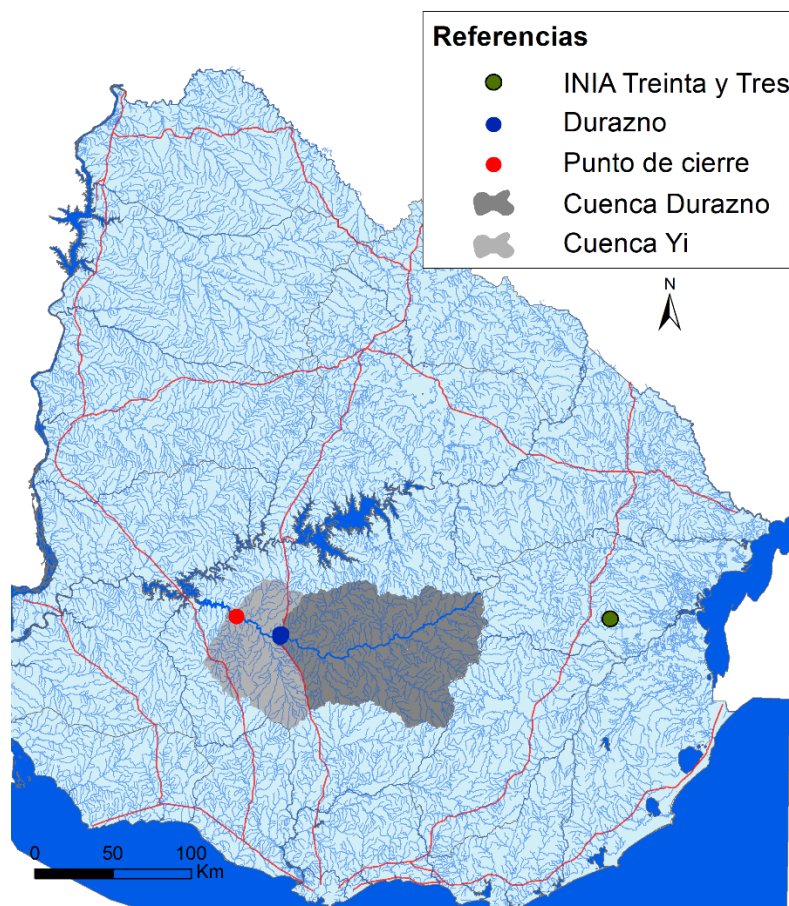 Referencias
INIA Treinta y Tres
Durazno
Punto de cierre
Cuenca Durazno
Cuenca Yi
N
0 50 100
Km